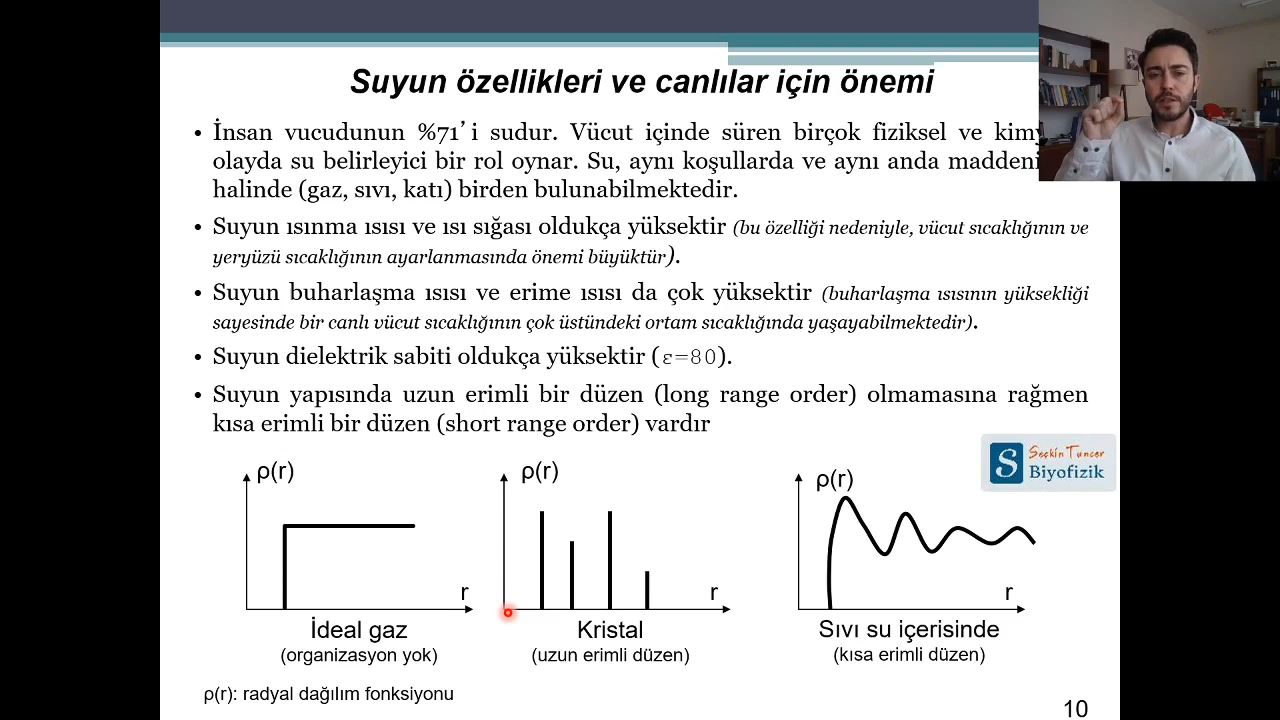 Suyun özellikleri ve canlılar için önemi
• İnsan vucudunun %71’i sudur. Vücut içinde süren birçok fiziksel ve
olayda su belirleyici bir rol oynar. Su, aynı koşullarda ve aynı anda
halinde (gaz, sıvı, katı) birden bulunabilmektedir.
• Suyun ısınma ısısı ve ısı sığası oldukça yüksektir (bu özelliği nedeniyle, vücut sıcaklığının ve
yeryüzü sıcaklığının ayarlanmasında önemi büyüktür).
• Suyun buharlaşma ısısı ve erime ısısı da çok yüksektir (buharlaşma ısısının yüksekliği
sayesinde bir canlı vücut sıcaklığının çok üstündeki ortam sıcaklığında yaşayabilmektedir).
• Suyun dielektrik sabiti oldukça yüksektir (ε=80).
• Suyun yapısında uzun erimli bir düzen (long range order) olmamasına rağmen
kısa erimli bir düzen (short range order) vardır
S Seçkin Tuncer
Biyofizik
ρ(r)
r
İdeal gaz
(organizasyon yok)
ρ(r)
r
Kristal
(uzun erimli düzen)
ρ(r)
r
Sıvı su içerisinde
(kısa erimli düzen)
ρ(r): radyal dağılım fonksiyonu
10